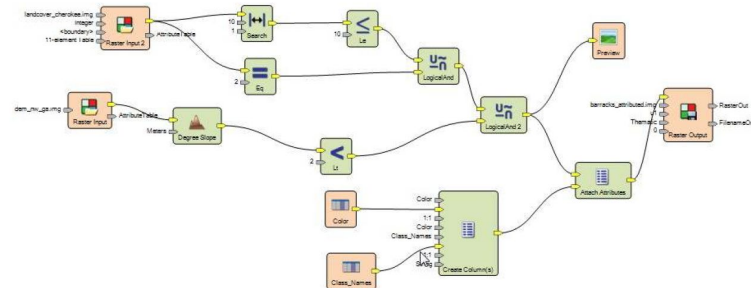 landcover_cherokee.img
Integer
<boundary>
11-element Table
Raster Input 2
AttributeTable
10
1
Search
10
Le
2
Eq
LogicalAnd
Preview
dem_nw_ga.img
Raster Input
AttributeTable
Meters
Degree Slope
2
Lt
LogicalAnd 2
barracks_attributed.img
u1
Thematic
0
Raster Output
RasterOut
Attach Attributes
Color
Color
1:1
Color
Class_Names
1:1
Create Column(s)
Class_Names